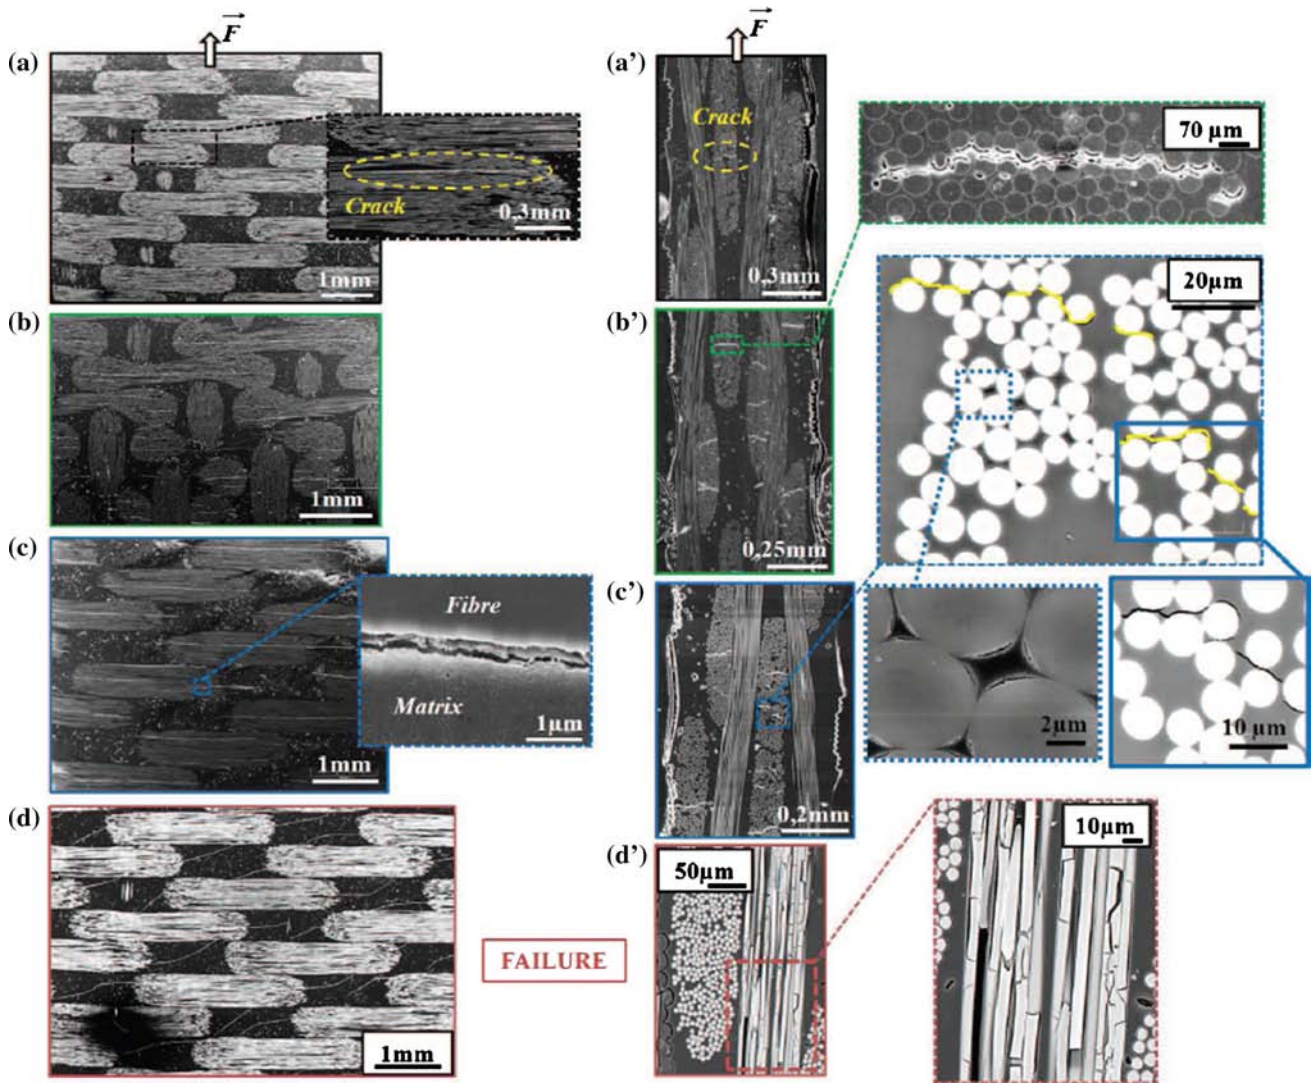 F
F
(a)
Crack
0,3mm
1mm
(a')
Crack
0,3mm
70 µm
(b)
1mm
(b')
0,25mm
20µm
(c)
Fibre
Matrix
1µm
1mm
(c')
0,2mm
2µm
10 µm
(d)
1mm
FAILURE
(d')
50µm
10µm